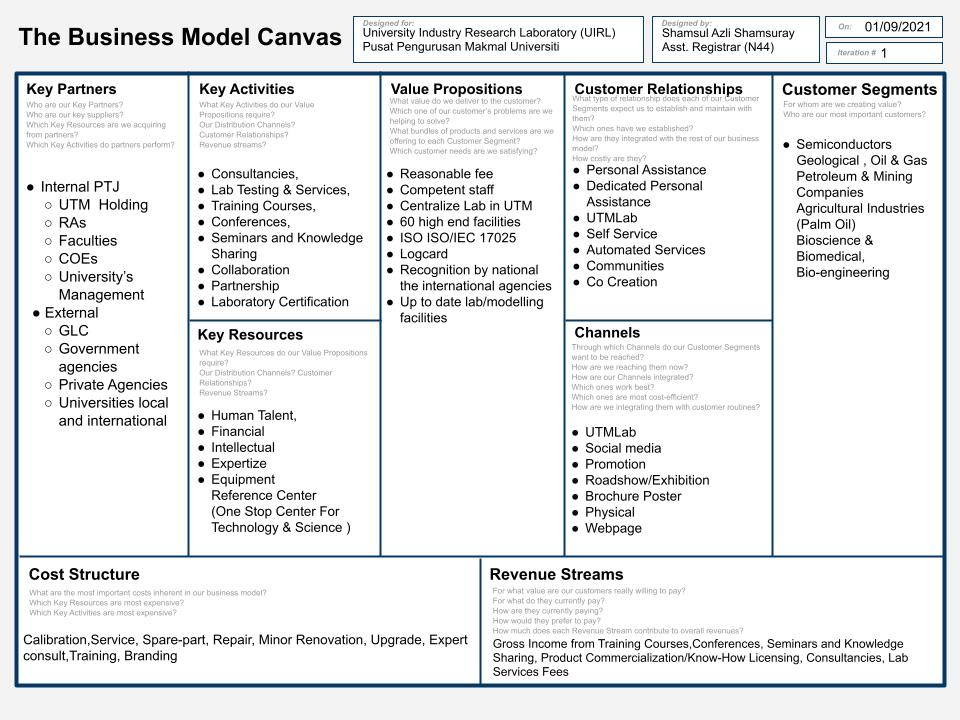 The Business Model Canvas
Designed for:
University Industry Research Laboratory (UIRL)
Pusat Pengurusan Makmal Universiti
Designed by:
Shamsul Azli Shamsuray
Asst. Registrar (N44)
On: 01/09/2021
Iteration # 1
Key Partners
Who are our Key Partners?
Who are our key suppliers?
Which Key Resources are we acquiring
from partners?
Which Key Activities do partners perform?
● Internal PTJ
○ UTM Holding
○ RAs
○ Faculties
○ COEs
○ University’s
Management
● External
○ GLC
○ Government
agencies
○ Private Agencies
○ Universities local
and international
Key Activities
What Key Activities do our Value
Propositions require?
Our Distribution Channels?
Customer Relationships?
Revenue streams?
● Consultancies,
● Lab Testing & Services,
● Training Courses,
● Conferences,
● Seminars and Knowledge
Sharing
● Collaboration
● Partnership
● Laboratory Certification
Key Resources
What Key Resources do our Value Propositions
require?
Our Distribution Channels? Customer
Relationships?
Revenue Streams?
● Human Talent,
● Financial
● Intellectual
● Expertize
● Equipment
Reference Center
(One Stop Center For
Technology & Science )
Value Propositions
What value do we deliver to the customer?
Which one of our customer’s problems are we
helping to solve?
What bundles of products and services are we
offering to each Customer Segment?
Which customer needs are we satisfying?
● Reasonable fee
● Competent staff
● Centralize Lab in UTM
● 60 high end facilities
● ISO ISO/IEC 17025
● Logcard
● Recognition by national
the international agencies
● Up to date lab/modelling
facilities
Customer Relationships
What type of relationship does each of our Customer
Segments expect us to establish and maintain with
them?
Which ones have we established?
How are they integrated with the rest of our business
model?
How costly are they?
● Personal Assistance
● Dedicated Personal
Assistance
● UTMLab
● Self Service
● Automated Services
● Communities
● Co Creation
Channels
Through which Channels do our Customer Segments
want to be reached?
How are we reaching them now?
How are our Channels integrated?
Which ones work best?
Which ones are most cost-efficient?
How are we integrating them with customer routines?
● UTMLab
● Social media
● Promotion
● Roadshow/Exhibition
● Brochure Poster
● Physical
● Webpage
Customer Segments
For whom are we creating value?
Who are our most important customers?
● Semiconductors
Geological , Oil & Gas
Petroleum & Mining
Companies
Agricultural Industries
(Palm Oil)
Bioscience &
Biomedical,
Bio-engineering
Cost Structure
What are the most important costs inherent in our business model?
Which Key Resources are most expensive?
Which Key Activities are most expensive?
Calibration,Service, Spare-part, Repair, Minor Renovation, Upgrade, Expert
consult,Training, Branding
Revenue Streams
For what value are our customers really willing to pay?
For what do they currently pay?
How are they currently paying?
How would they prefer to pay?
How much does each Revenue Stream contribute to overall revenues?
Gross Income from Training Courses,Conferences, Seminars and Knowledge
Sharing, Product Commercialization/Know-How Licensing, Consultancies, Lab
Services Fees